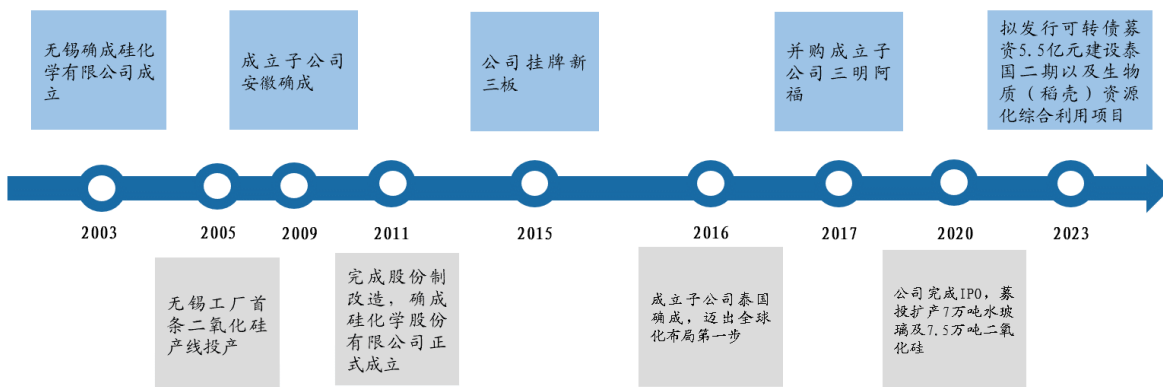 无锡确成硅化
学有限公司成
立
成立子公司
安徽确成
公司挂牌新
三板
并购成立子
公司三明阿
福
拟发行可转债募
资5.5亿元建设泰
国二期以及生物
质（稻壳）资源
化综合利用项目
2003
2005
2009
2011
2015
2016
2017
2020
2023
无锡工厂首
条二氧化硅
产线投产
完成股份制
改造，确成
硅化学股份
有限公司正
式成立
成立子公司泰国
确成，迈出全球
化布局第一步
公司完成IPO，募
投扩产7万吨水玻
璃及7.5万吨二氧
化硅